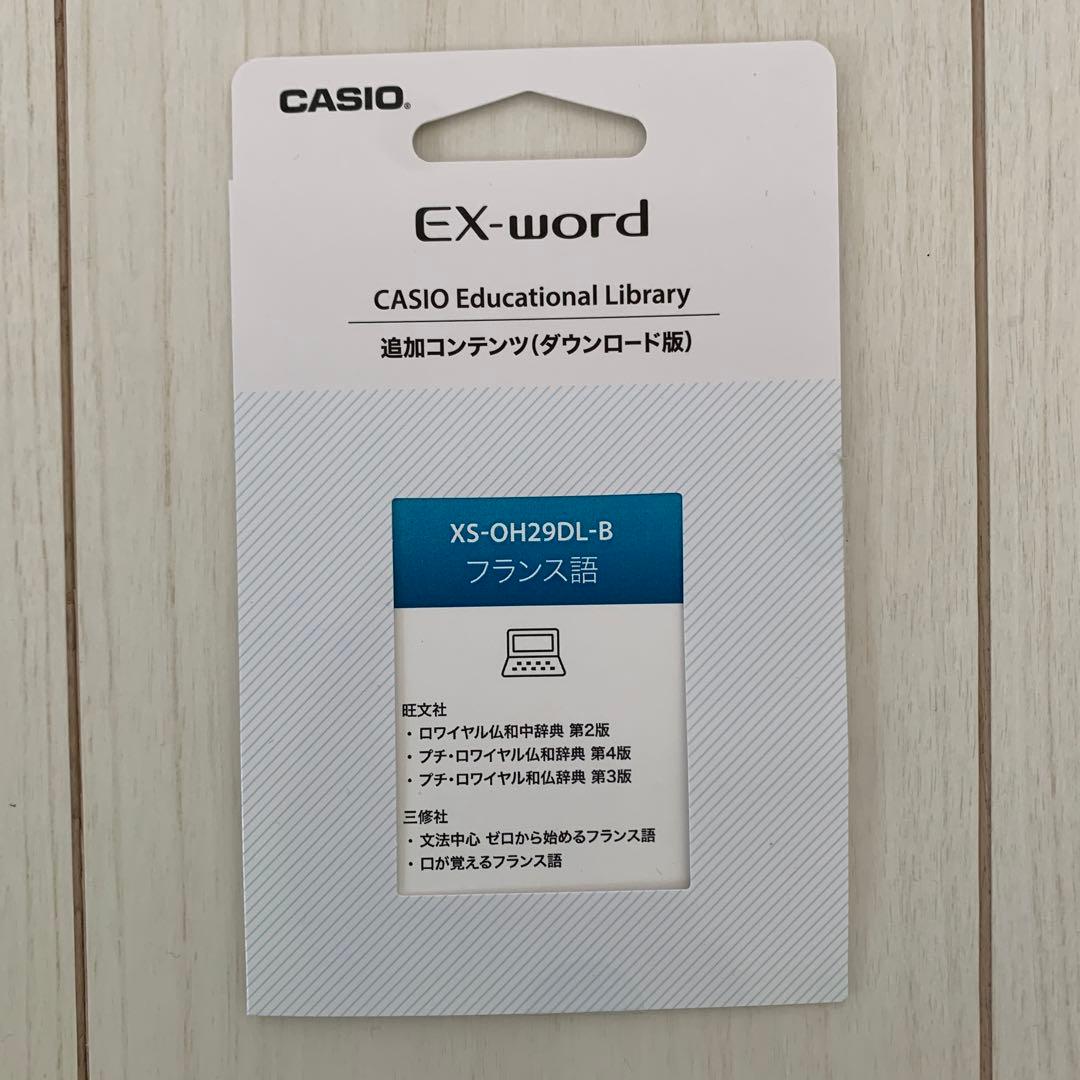 CASIO®
EX-word
CASIO Educational Library
追加コンテンツ(ダウンロード版)
XS-OH29DL-B
フランス語
旺文社
・ロワイヤル仏和中辞典 第2版
・プチ・ロワイヤル仏和辞典 第4版
・プチ・ロワイヤル和仏辞典 第3版
三修社
・文法中心 ゼロから始めるフランス語
・口が覚えるフランス語